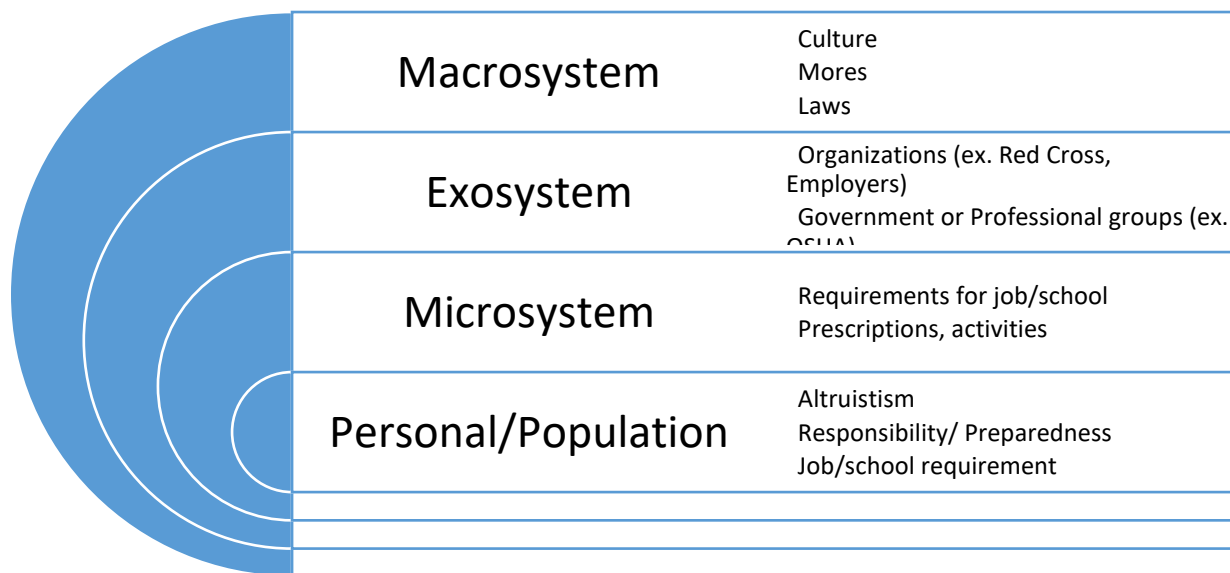 Macrosystem
Culture
Mores
Laws
Exosystem
Organizations (ex. Red Cross,
Employers)
Government or Professional groups (ex.
Microsystem
Requirements for job/school
Prescriptions, activities
Personal/Population
Altruistism
Responsibility/ Preparedness
Job/school requirement